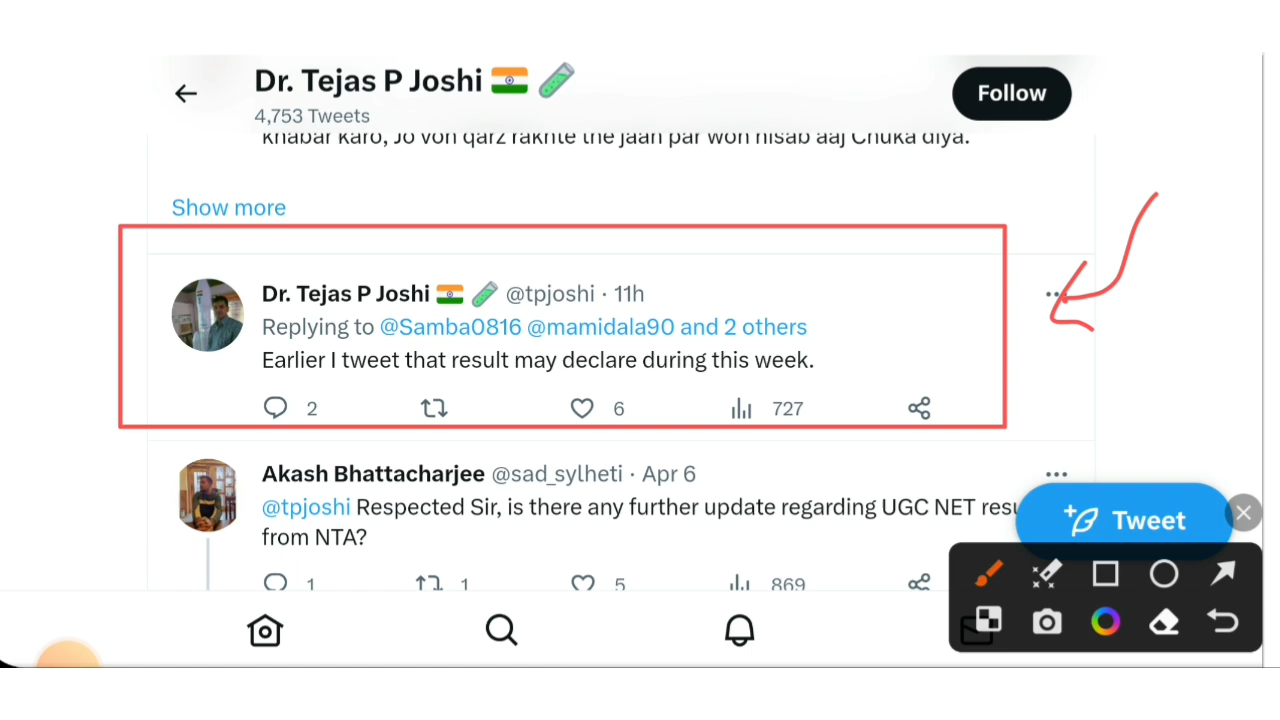 Dr. Tejas P Joshi 🇮🇳 🧪
4,753 Tweets
Follow
khabar karo, Jo voh qarz rakhte the jaan par woh hisab aaj Chuka diya.
Show more
Dr. Tejas P Joshi 🇮🇳 🧪 @tpjoshi · 11h
Replying to @Samba0816 @mamidala90 and 2 others
Earlier I tweet that result may declare during this week.
2 6 727
Akash Bhattacharjee @sad_sylheti · Apr 6
@tpjoshi Respected Sir, is there any further update regarding UGC NET
from NTA?
Tweet
1 1 5 869